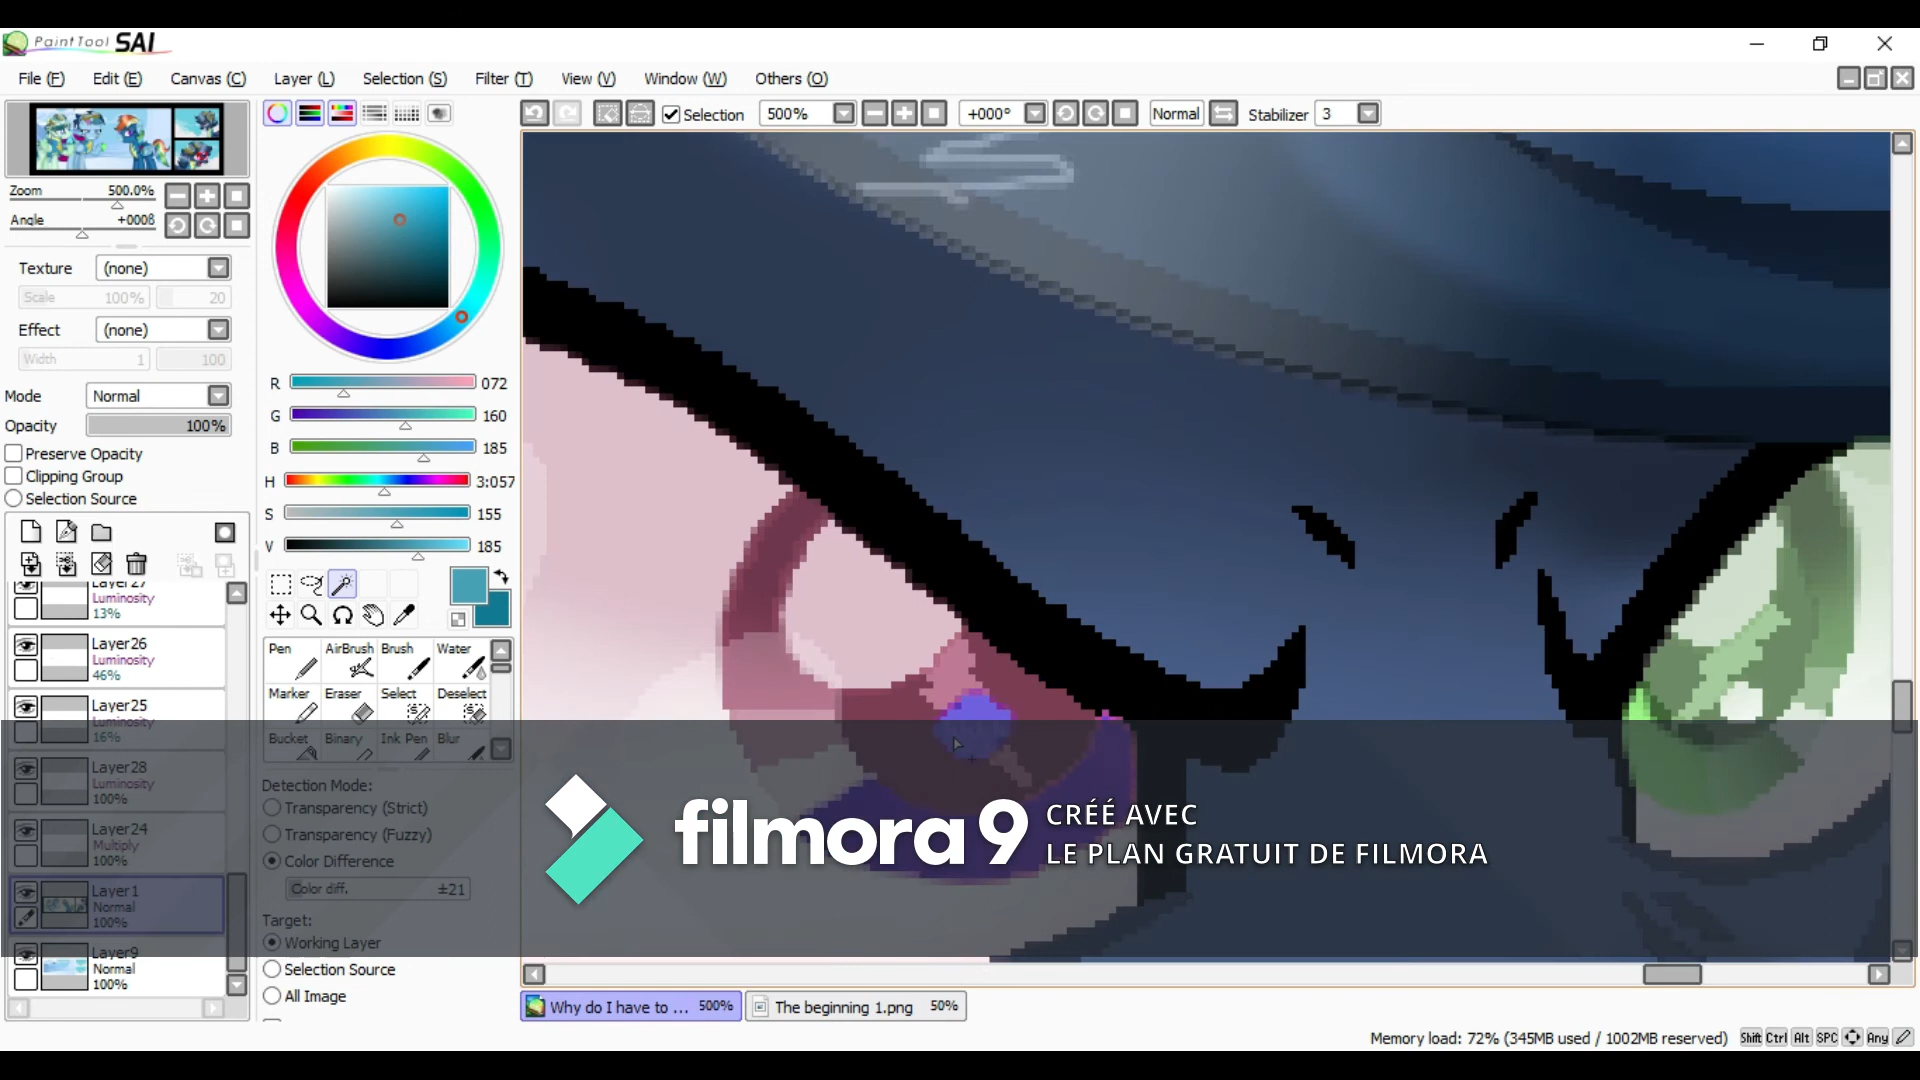 PaintTool SAI
File (F) Edit (E) Canvas (C) Layer (L) Selection (S) Filter (T) View (V) Window (W) Others (O)
Selection 500% +000° Normal Stabilizer 3
Zoom 500.0%
Angle +000ß
Texture (none)
Scale 100% 20
Effect (none)
Width 1 100
Mode Normal
Opacity 100%
Preserve Opacity
Clipping Group
Selection Source
Layer27
Luminosity
13%
Layer26
Luminosity
46%
Layer25
Luminosity
16%
Layer28
Luminosity
100%
Layer24
Multiply
100%
Layer1
Normal
100%
Layer9
Normal
100%
R 072
G 160
B 185
H 3:057
S 155
V 185
Pen AirBrush Brush Water
Marker Eraser Select Deselect
Bucket Binary Ink Pen Blur
Detection Mode:
Transparency (Strict)
Transparency (Fuzzy)
Color Difference
Color diff. ±21
Target:
Working Layer
Selection Source
All Image
filmora 9
CRÉÉ AVEC
LE PLAN GRATUIT DE FILMORA
Why do I have to ... 500% The beginning 1.png 50%
Memory load: 72% (345MB used / 1002MB reserved) Shift Ctrl Alt SPC Any